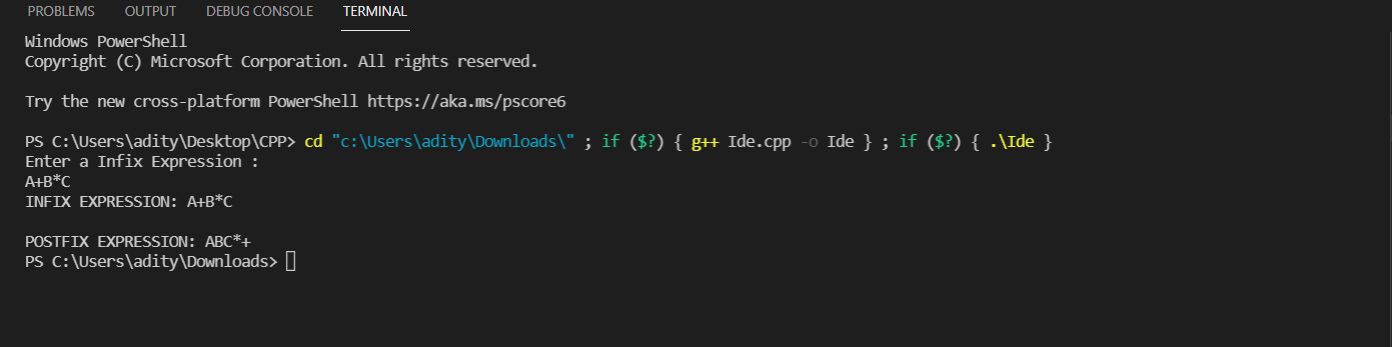 PROBLEMS OUTPUT DEBUG CONSOLE TERMINAL
Windows PowerShell
Copyright (C) Microsoft Corporation. All rights reserved.
Try the new cross-platform PowerShell https://aka.ms/pscore6
PS C:\Users\adity\Desktop\CPP> cd "c:\Users\adity\Downloads\" ; if ($?) { g++ Ide.cpp -o Ide } ; if ($?) { .\Ide }
Enter a Infix Expression :
A+B*C
INFIX EXPRESSION: A+B*C
POSTFIX EXPRESSION: ABC*+
PS C:\Users\adity\Downloads>